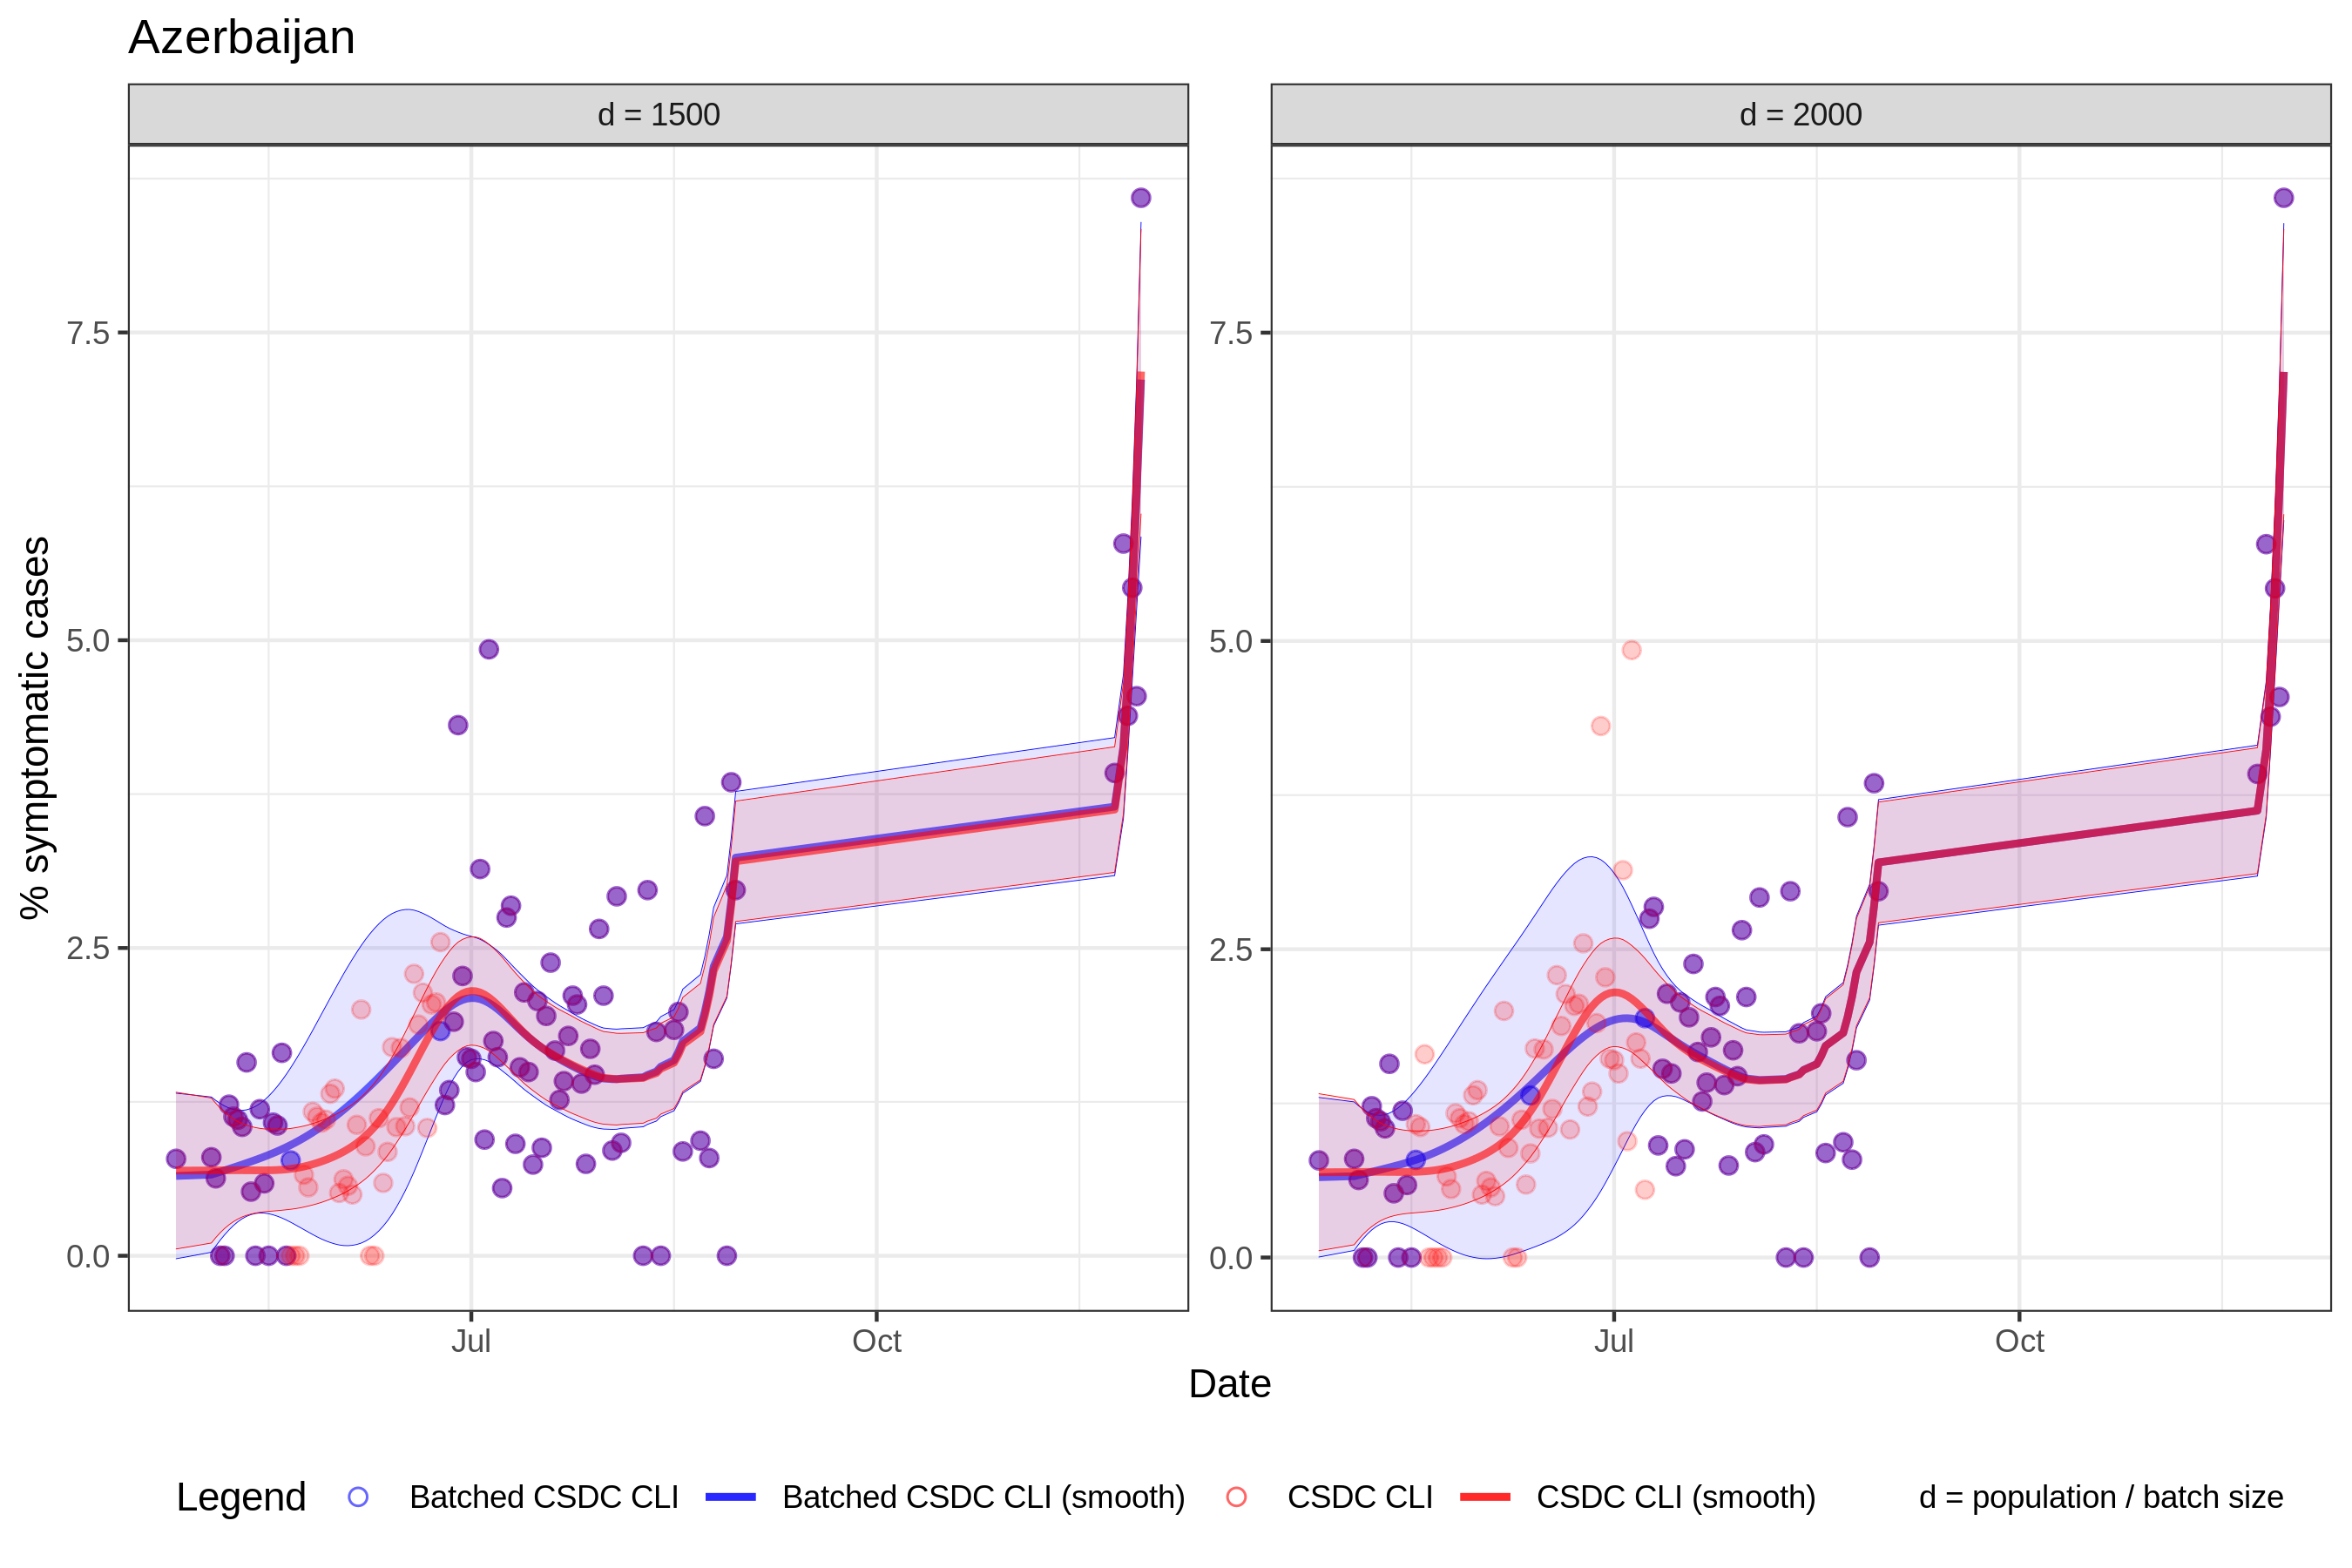 Azerbaijan
d = 1500
d = 2000
% symptomatic cases
7.5
5.0
2.5
0.0
7.5
5.0
2.5
0.0
Jul
Oct
Jul
Oct
Date
Legend
Batched CSDC CLI
Batched CSDC CLI (smooth)
CSDC CLI
CSDC CLI (smooth)
d = population / batch size